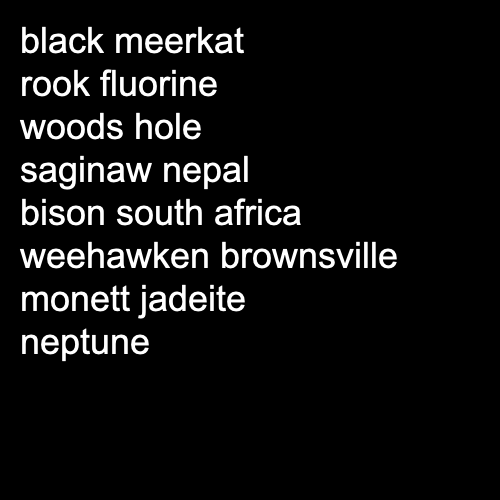 black meerkat
rook fluorine
woods hole
saginaw nepal
bison south africa
weehawken brownsville
monett jadeite
neptune